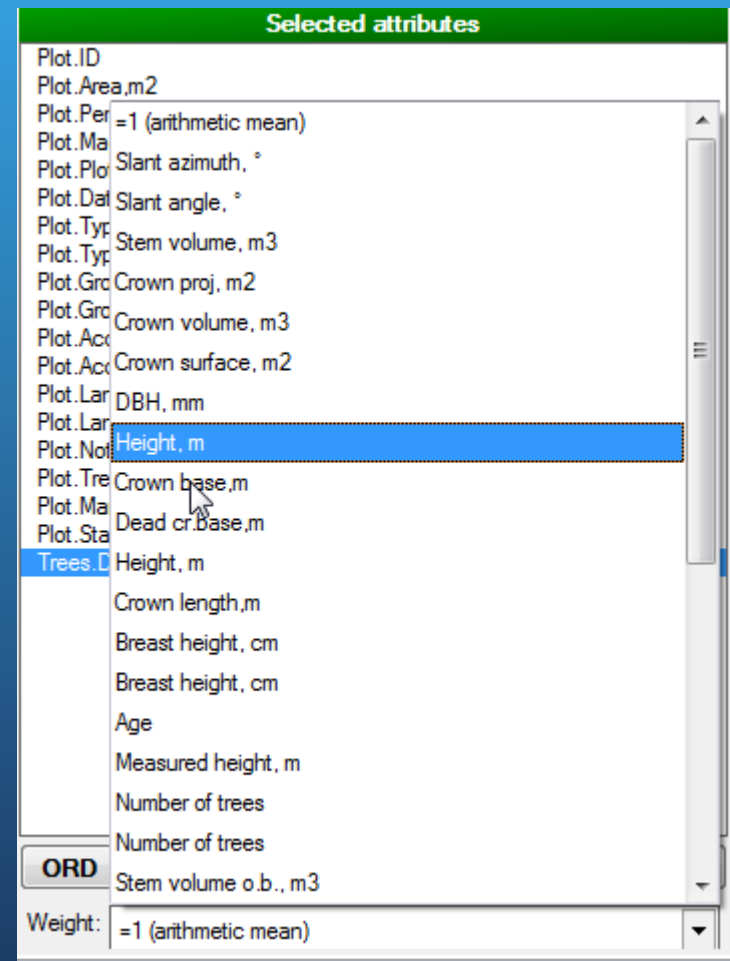 Selected attributes
Plot.ID
Plot.Area,m2
Plot.Per
Plot.Ma
Plot.Plo
Plot.Dat
Plot.Typ
Plot.Typ
Plot.Gro
Plot.Gro
Plot.Acc
Plot.Acc
Plot.Lan
Plot.Lan
Plot.Not
Plot.Tre
Plot.Ma
Plot.Sta
Trees.D
=1 (arithmetic mean)
Slant azimuth, °
Slant angle, °
Stem volume, m3
Crown proj, m2
Crown volume, m3
Crown surface, m2
DBH, mm
Height, m
Crown base,m
Dead cr.base,m
Height, m
Crown length,m
Breast height, cm
Breast height, cm
Age
Measured height, m
Number of trees
Number of trees
Stem volume o.b., m3
ORD
Weight: =1 (arithmetic mean)